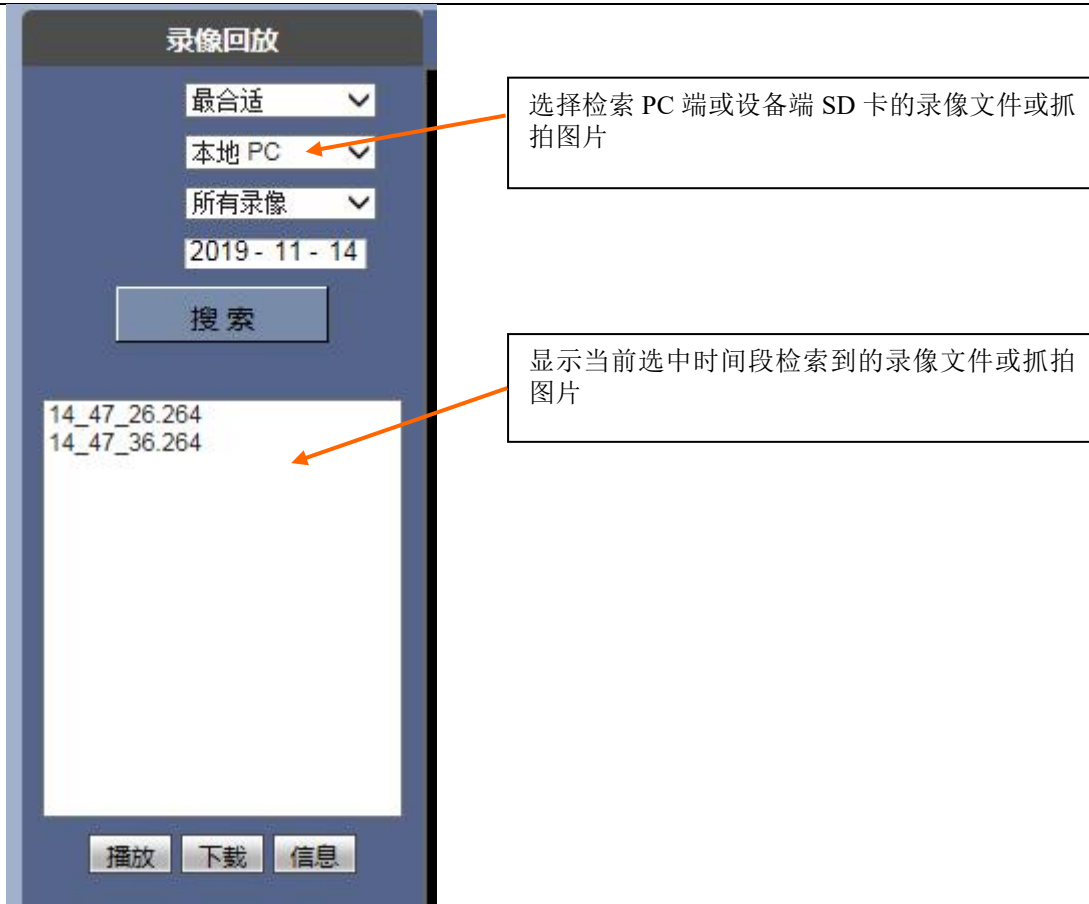 录像回放
最合适
选择检索 PC 端或设备端 SD 卡的录像文件或抓
拍图片
本地 PC
所有录像
2019 - 11 - 14
搜 索
显示当前选中时间段检索到的录像文件或抓拍
图片
14_47_26.264
14_47_36.264
播放 下载 信息